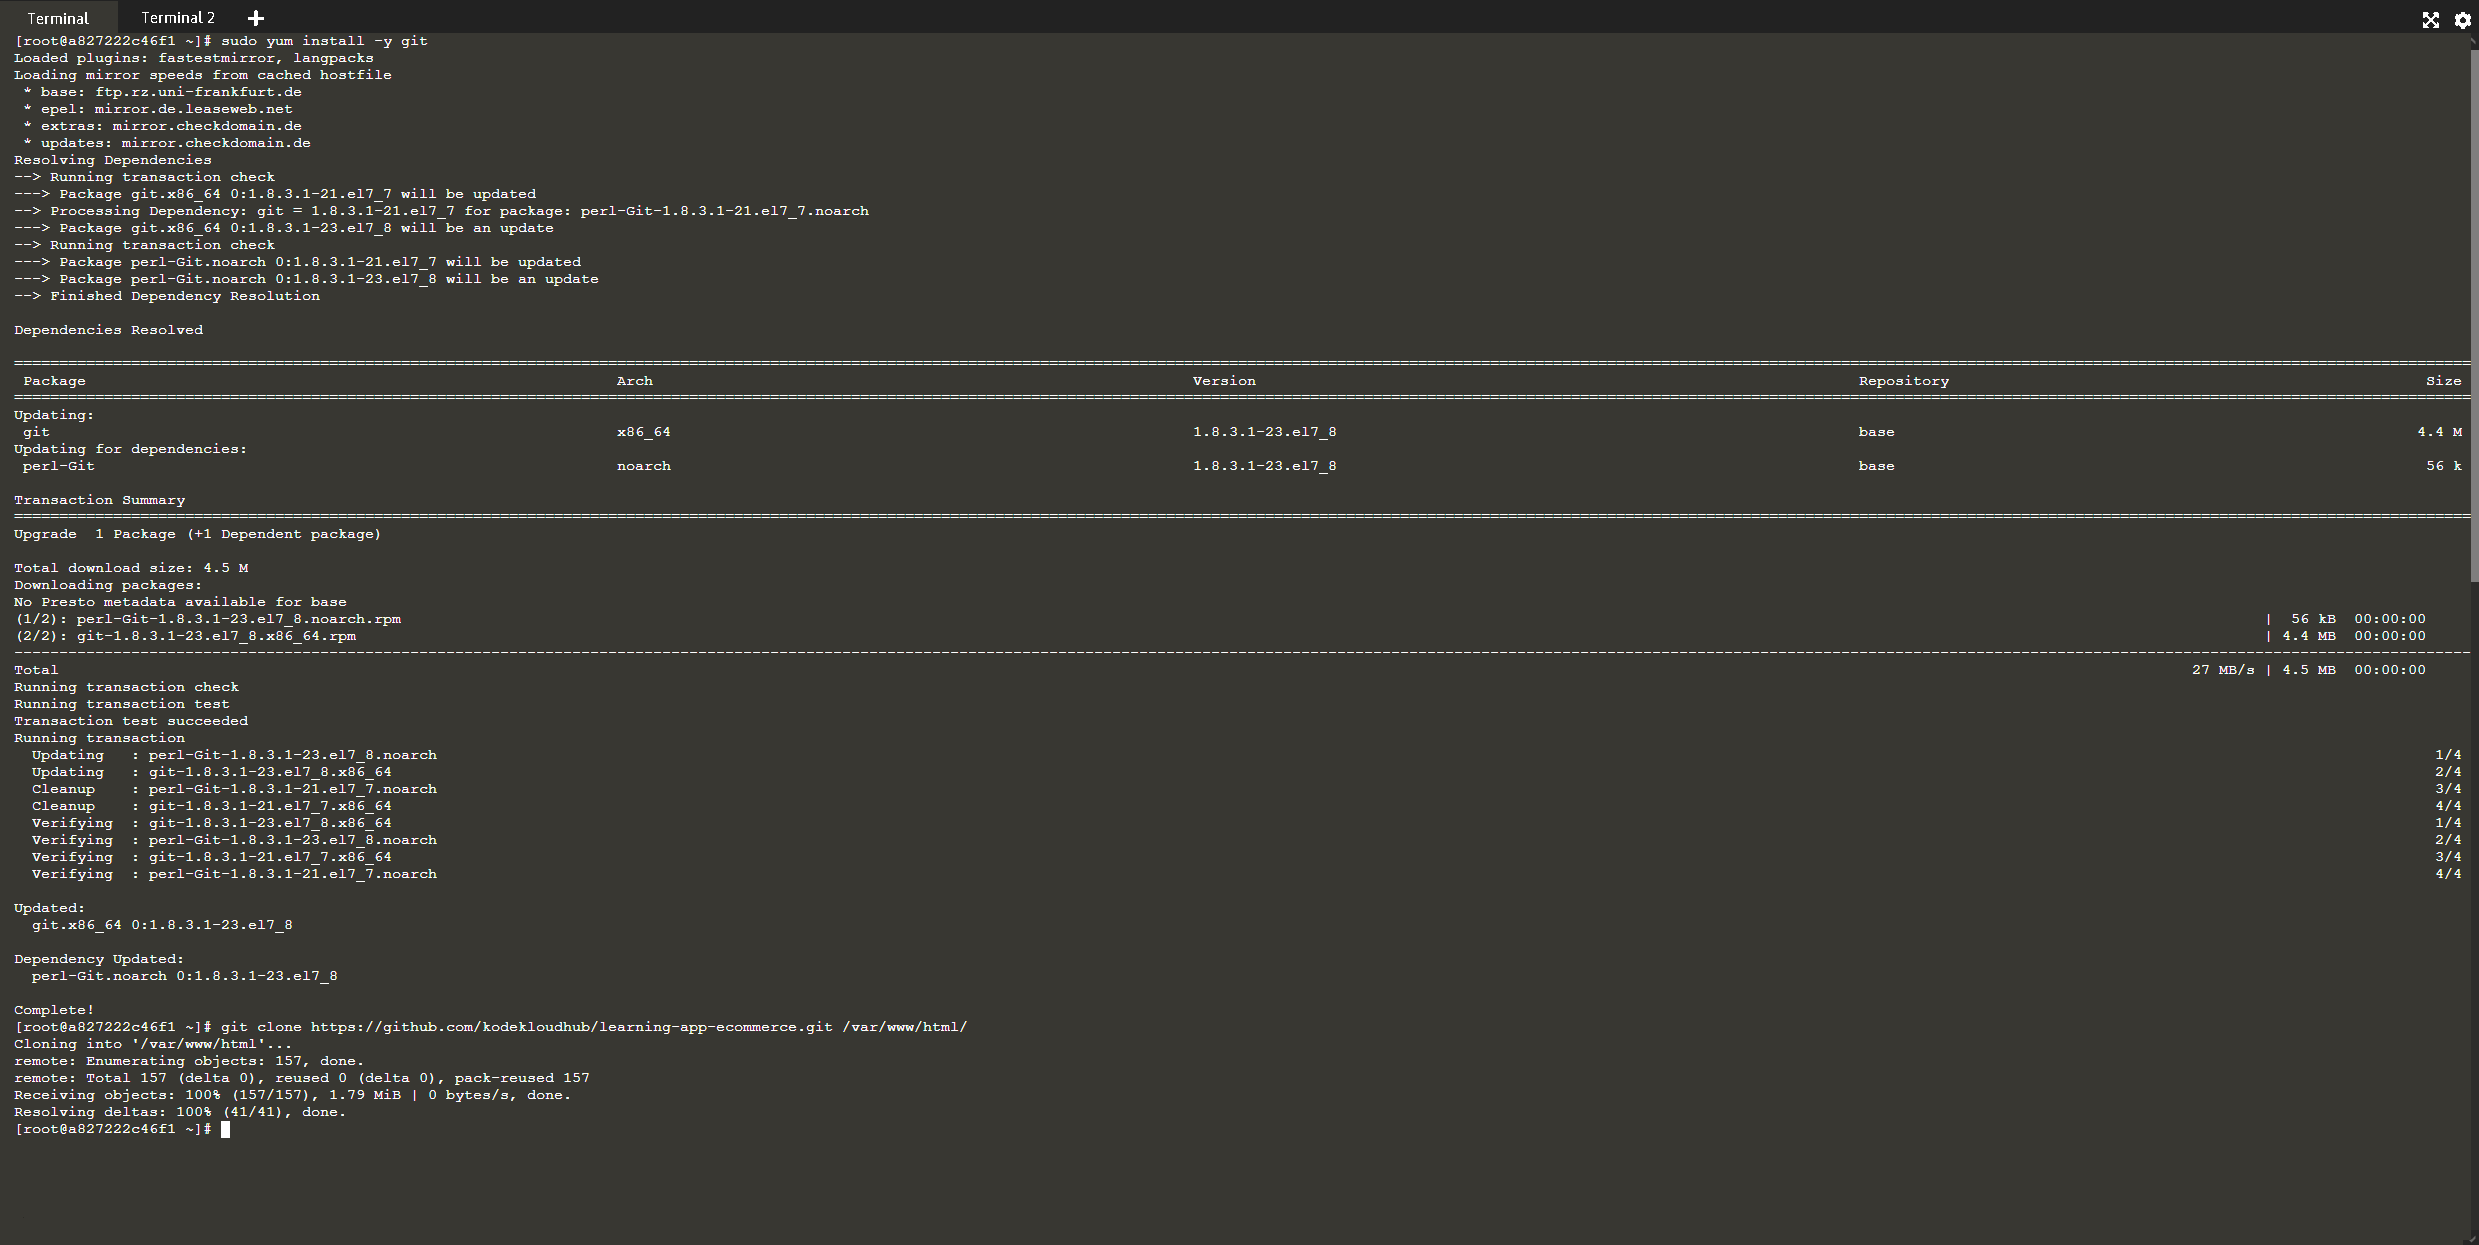 Terminal Terminal 2 +
[root@a827222c46f1 ~]# sudo yum install -y git
Loaded plugins: fastestmirror, langpacks
Loading mirror speeds from cached hostfile
 * base: ftp.rz.uni-frankfurt.de
 * epel: mirror.de.leaseweb.net
 * extras: mirror.checkdomain.de
 * updates: mirror.checkdomain.de
Resolving Dependencies
--> Running transaction check
---> Package git.x86_64 0:1.8.3.1-21.el7_7 will be updated
--> Processing Dependency: git = 1.8.3.1-21.el7_7 for package: perl-Git-1.8.3.1-21.el7_7.noarch
---> Package git.x86_64 0:1.8.3.1-23.el7_8 will be an update
--> Running transaction check
---> Package perl-Git.noarch 0:1.8.3.1-21.el7_7 will be updated
---> Package perl-Git.noarch 0:1.8.3.1-23.el7_8 will be an update
--> Finished Dependency Resolution

Dependencies Resolved

 Package Arch Version Repository Size
Updating:
 git x86_64 1.8.3.1-23.el7_8 base 4.4 M
Updating for dependencies:
 perl-Git noarch 1.8.3.1-23.el7_8 base 56 k

Transaction Summary
Upgrade  1 Package (+1 Dependent package)

Total download size: 4.5 M
Downloading packages:
No Presto metadata available for base
(1/2): perl-Git-1.8.3.1-23.el7_8.noarch.rpm | 56 kB 00:00:00
(2/2): git-1.8.3.1-23.el7_8.x86_64.rpm | 4.4 MB 00:00:00
Total 27 MB/s | 4.5 MB 00:00:00
Running transaction check
Running transaction test
Transaction test succeeded
Running transaction
  Updating   : perl-Git-1.8.3.1-23.el7_8.noarch 1/4
  Updating   : git-1.8.3.1-23.el7_8.x86_64 2/4
  Cleanup    : perl-Git-1.8.3.1-21.el7_7.noarch 3/4
  Cleanup    : git-1.8.3.1-21.el7_7.x86_64 4/4
  Verifying  : git-1.8.3.1-23.el7_8.x86_64 1/4
  Verifying  : perl-Git-1.8.3.1-23.el7_8.noarch 2/4
  Verifying  : git-1.8.3.1-21.el7_7.x86_64 3/4
  Verifying  : perl-Git-1.8.3.1-21.el7_7.noarch 4/4

Updated:
  git.x86_64 0:1.8.3.1-23.el7_8

Dependency Updated:
  perl-Git.noarch 0:1.8.3.1-23.el7_8

Complete!
[root@a827222c46f1 ~]# git clone https://github.com/kodekloudhub/learning-app-ecommerce.git /var/www/html/
Cloning into '/var/www/html'...
remote: Enumerating objects: 157, done.
remote: Total 157 (delta 0), reused 0 (delta 0), pack-reused 157
Receiving objects: 100% (157/157), 1.79 MiB | 0 bytes/s, done.
Resolving deltas: 100% (41/41), done.
[root@a827222c46f1 ~]#